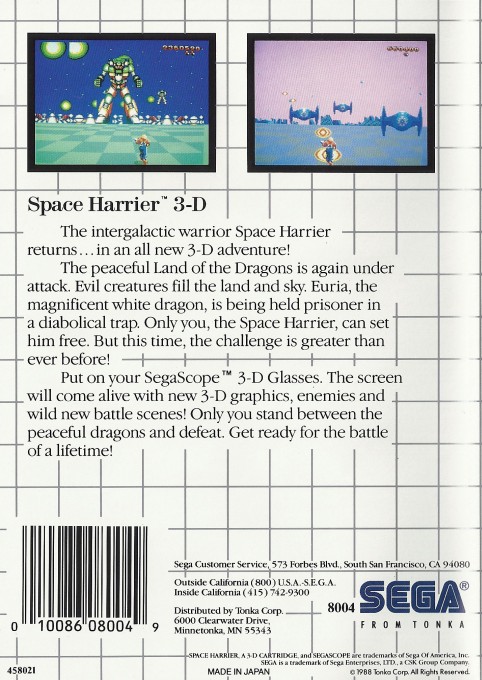 Space Harrier™ 3-D
The intergalactic warrior Space Harrier
returns...in an all new 3-D adventure!
The peaceful Land of the Dragons is again under
attack. Evil creatures fill the land and sky. Euria, the
magnificent white dragon, is being held prisoner in
a diabolical trap. Only you, the Space Harrier, can set
him free. But this time, the challenge is greater than
ever before!
Put on your SegaScope™ 3-D Glasses. The screen
will come alive with new 3-D graphics, enemies and
wild new battle scenes! Only you stand between the
peaceful dragons and defeat. Get ready for the battle
of a lifetime!
Sega Customer Service, 573 Forbes Blvd., South San Francisco, CA 94080
Outside California (800) U.S.A.-S.E.G.A.
Inside California (415) 742-9300
Distributed by Tonka Corp.
6000 Clearwater Drive,
Minnetonka, MN 55343
8004
SEGA®
FROM TONKA
0 10086 08004 9
SPACE HARRIER, A 3-D CARTRIDGE, and SEGASCOPE are trademarks of Sega Of America, Inc.
SEGA is a trademark of Sega Enterprises, LTD., a CSK Group Company.
458021
MADE IN JAPAN
© 1988 Tonka Corp. All Rights Reserved.